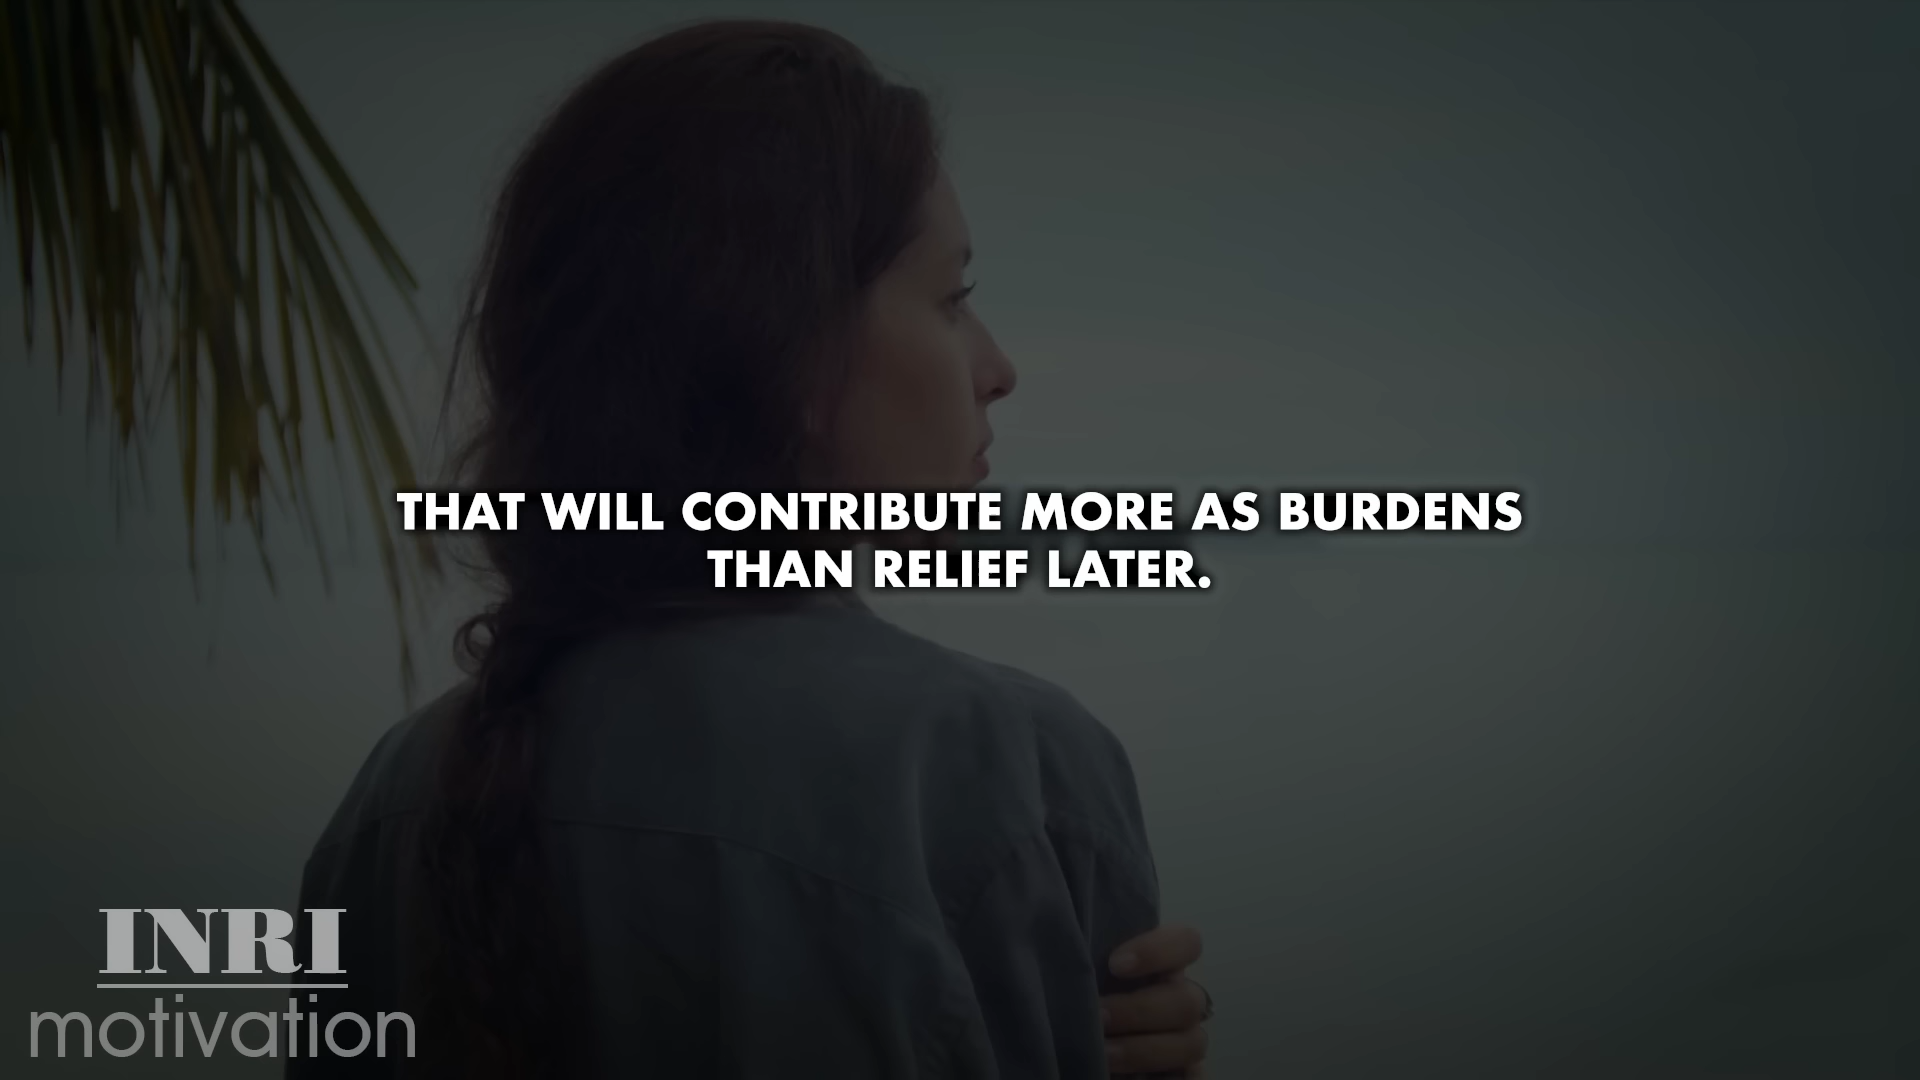 THAT WILL CONTRIBUTE MORE AS BURDENS
THAN RELIEF LATER.
INRI
motivation